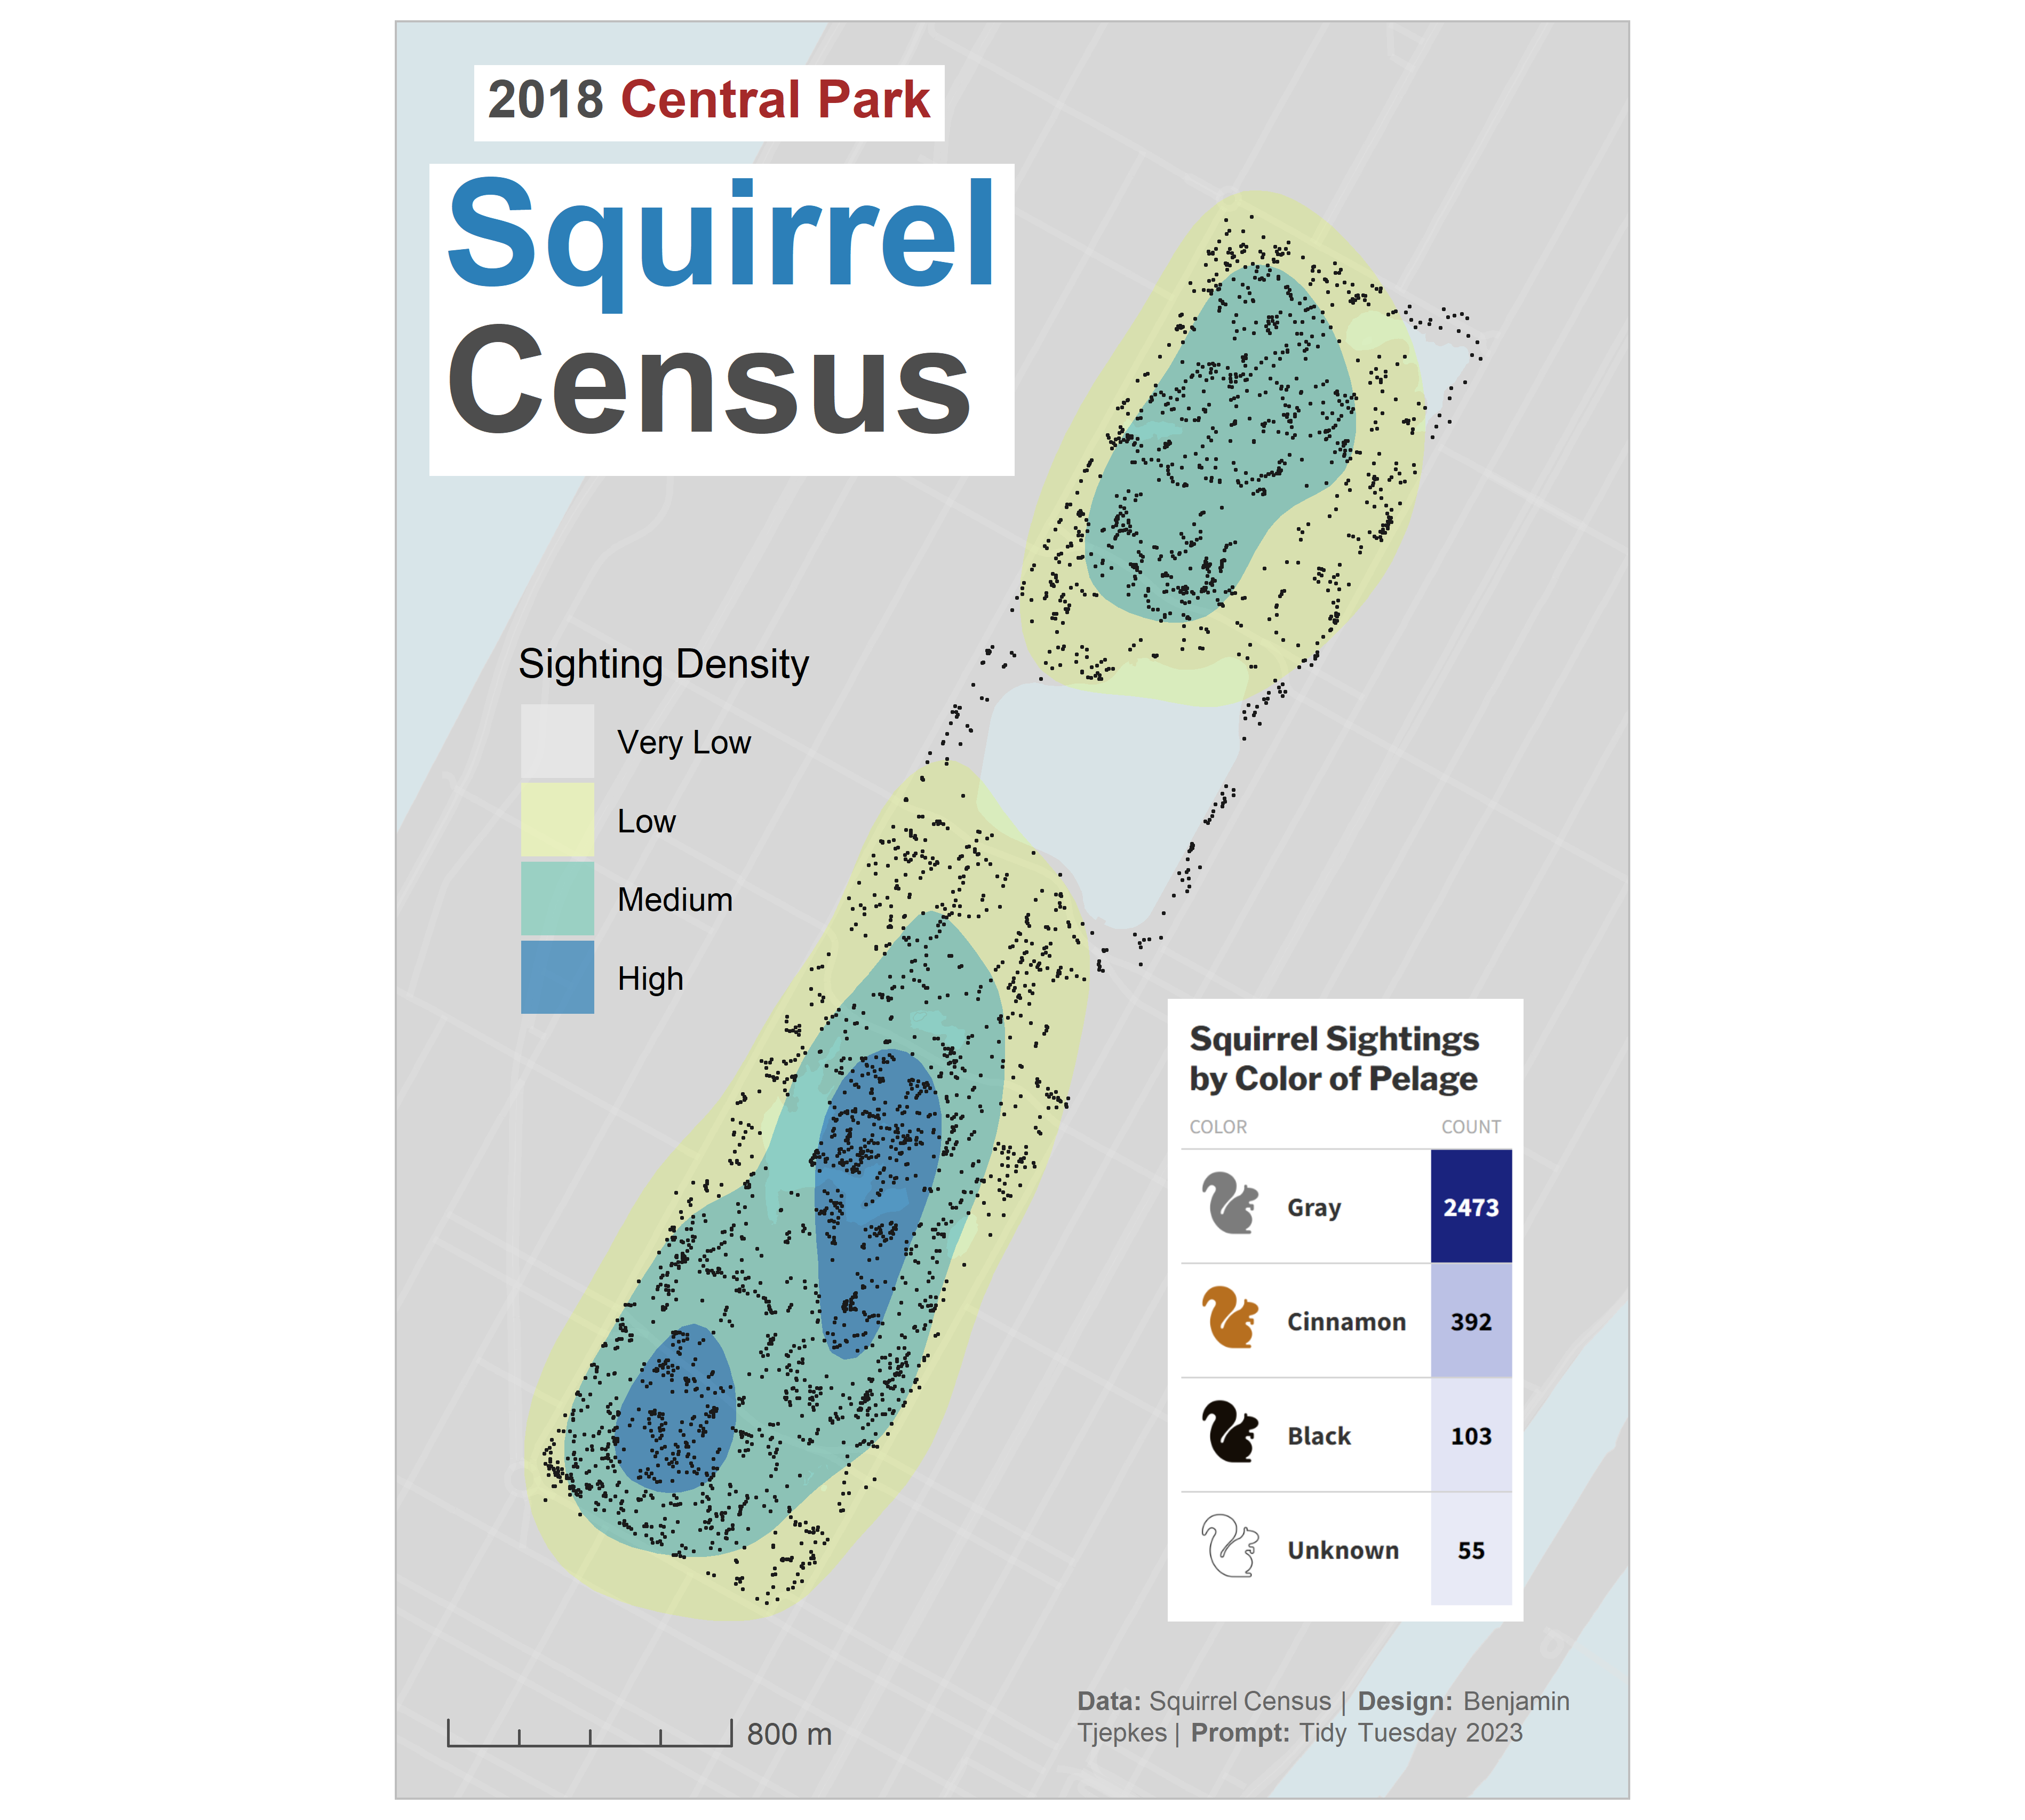 2018 Central Park
Squirrel
Census
Sighting Density
Very Low
Low
Medium
High
Squirrel Sightings
by Color of Pelage
COLOR COUNT
Gray 2473
Cinnamon 392
Black 103
Unknown 55
800 m
Data: Squirrel Census | Design: Benjamin
Tjepkes | Prompt: Tidy Tuesday 2023